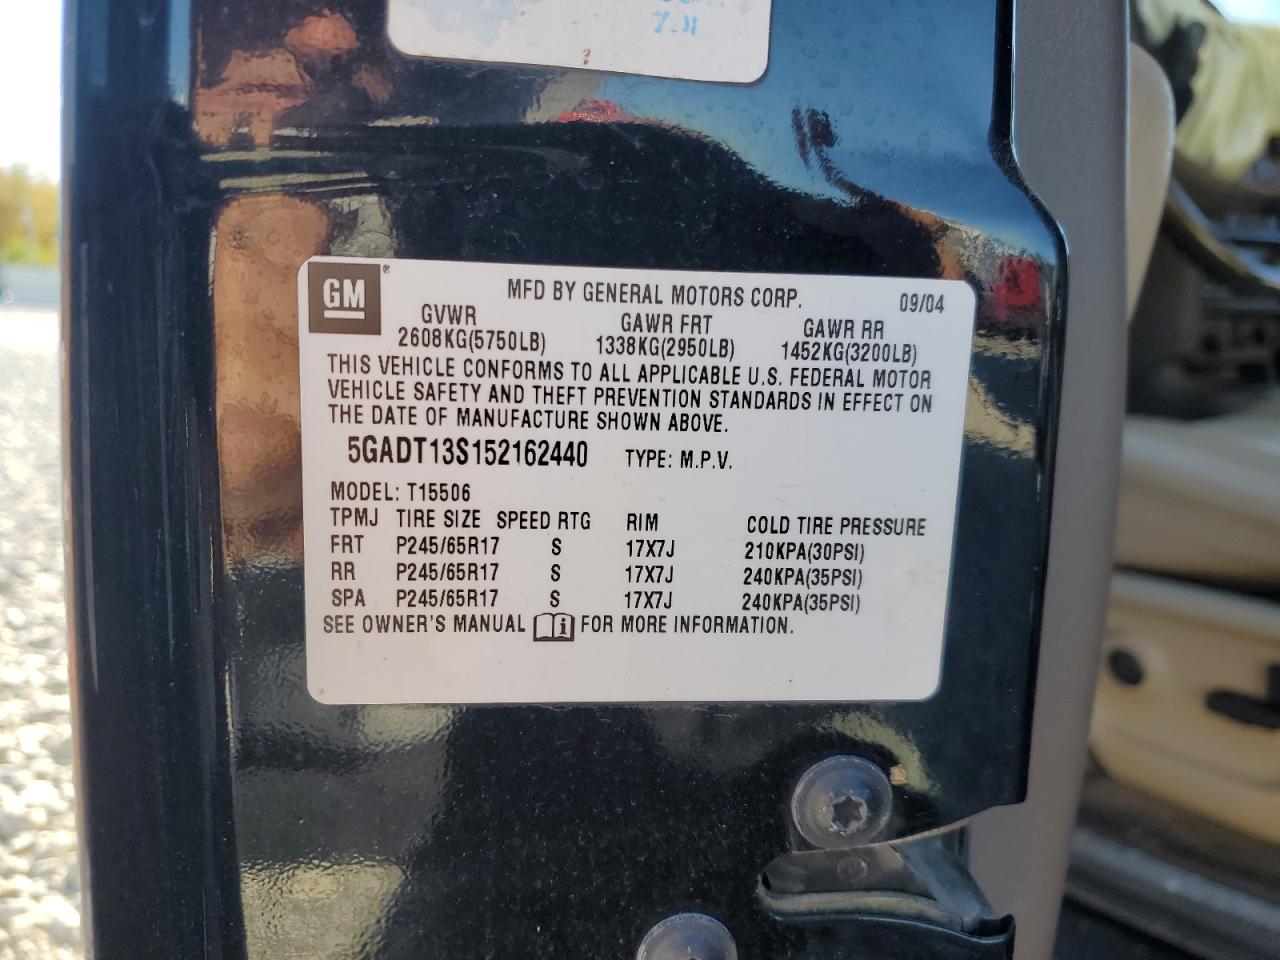 7.11
GM ® MFD BY GENERAL MOTORS CORP. 09/04
GVWR GAWR FRT GAWR RR
2608KG(5750LB) 1338KG(2950LB) 1452KG(3200LB)
THIS VEHICLE CONFORMS TO ALL APPLICABLE U.S. FEDERAL MOTOR
VEHICLE SAFETY AND THEFT PREVENTION STANDARDS IN EFFECT ON
THE DATE OF MANUFACTURE SHOWN ABOVE.
5GADT13S152162440 TYPE: M.P.V.
MODEL: T15506
TPMJ TIRE SIZE SPEED RTG RIM COLD TIRE PRESSURE
FRT P245/65R17 S 17X7J 210KPA(30PSI)
RR P245/65R17 S 17X7J 240KPA(35PSI)
SPA P245/65R17 S 17X7J 240KPA(35PSI)
SEE OWNER'S MANUAL i FOR MORE INFORMATION.